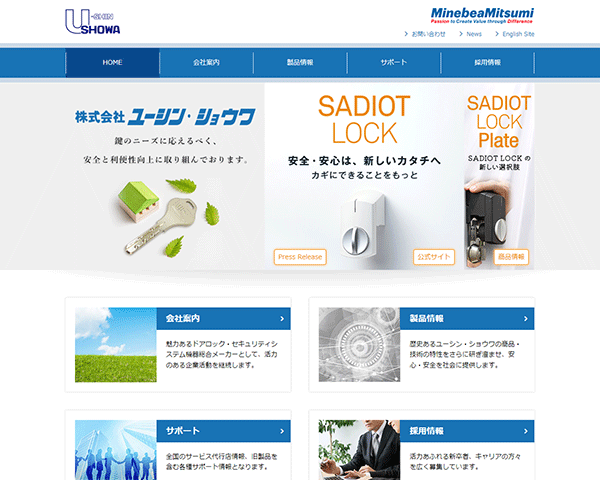 U-SHIN
SHOWA
MinebeaMitsumi
Passion to Create Value through Difference
お問い合わせ
News
English Site
HOME
会社案内
製品情報
サポート
採用情報
株式会社 ユーシン・ショウワ
鍵のニーズに応えるべく、
安全と利便性向上に取り組んでおります。
SADIOT
LOCK
安全・安心は、新しいカタチへ
カギにできることをもっと
Press Release
公式サイト
SADIOT
LOCK
Plate
SADIOT LOCK の
新しい選択肢
商品情報
会社案内
魅力あるドアロック・セキュリティシ
ステム機器総合メーカーとして、活力
のある企業活動を継続します。
製品情報
歴史あるユーシン・ショウワの商品・
技術の特性をさらに研ぎ澄ませ、安
心・安全を社会に提供します。
サポート
全国のサービス代行店情報、旧製品を
含む各種サポート情報となります。
採用情報
活力あふれる新卒者、キャリアの方々
を広く募集しています。